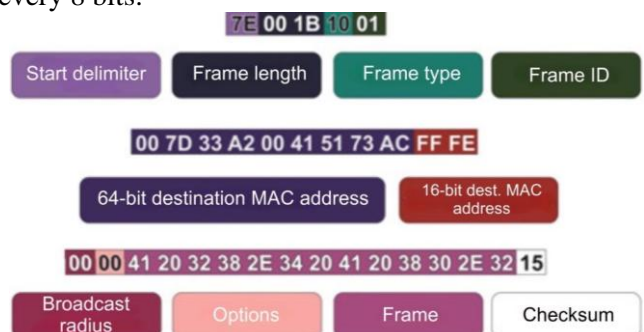 every 8 bits.
7E 00 1B 10 01
Start delimiter Frame length Frame type Frame ID
00 7D 33 A2 00 41 51 73 AC FF FE
64-bit destination MAC address 16-bit dest. MAC
address
00 00 41 20 32 38 2E 34 20 41 20 38 30 2E 32 15
Broadcast
radius Options Frame Checksum